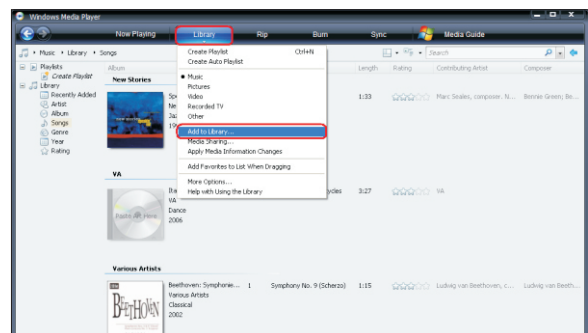 Windows Media Player
Now Playing Library Rip Burn Sync Media Guide
Music Library Songs Search
Playlists
Create Playlist
Library
Recently Added
Artist
Album
Songs
Genre
Year
Rating
Create Playlist Ctrl+N
Create Auto Playlist
Music
Pictures
Video
Recorded TV
Other
Add to Library...
Media Sharing...
Apply Media Information Changes
Add Favorites to List When Dragging
More Options...
Help with Using the Library
Album Length Rating Contributing Artist Composer
New Stories
1:33 Marc Seales, composer. N... Bennie Green; Be...
VA
3:27 VA
VA
Dance
2006
Various Artists
Beethoven: Symphonie... 1 Symphony No. 9 (Scherzo) 1:15 Ludwig van Beethoven, c... Ludwig van Beeth...
Various Artists
Classical
2002
BEETHOVEN